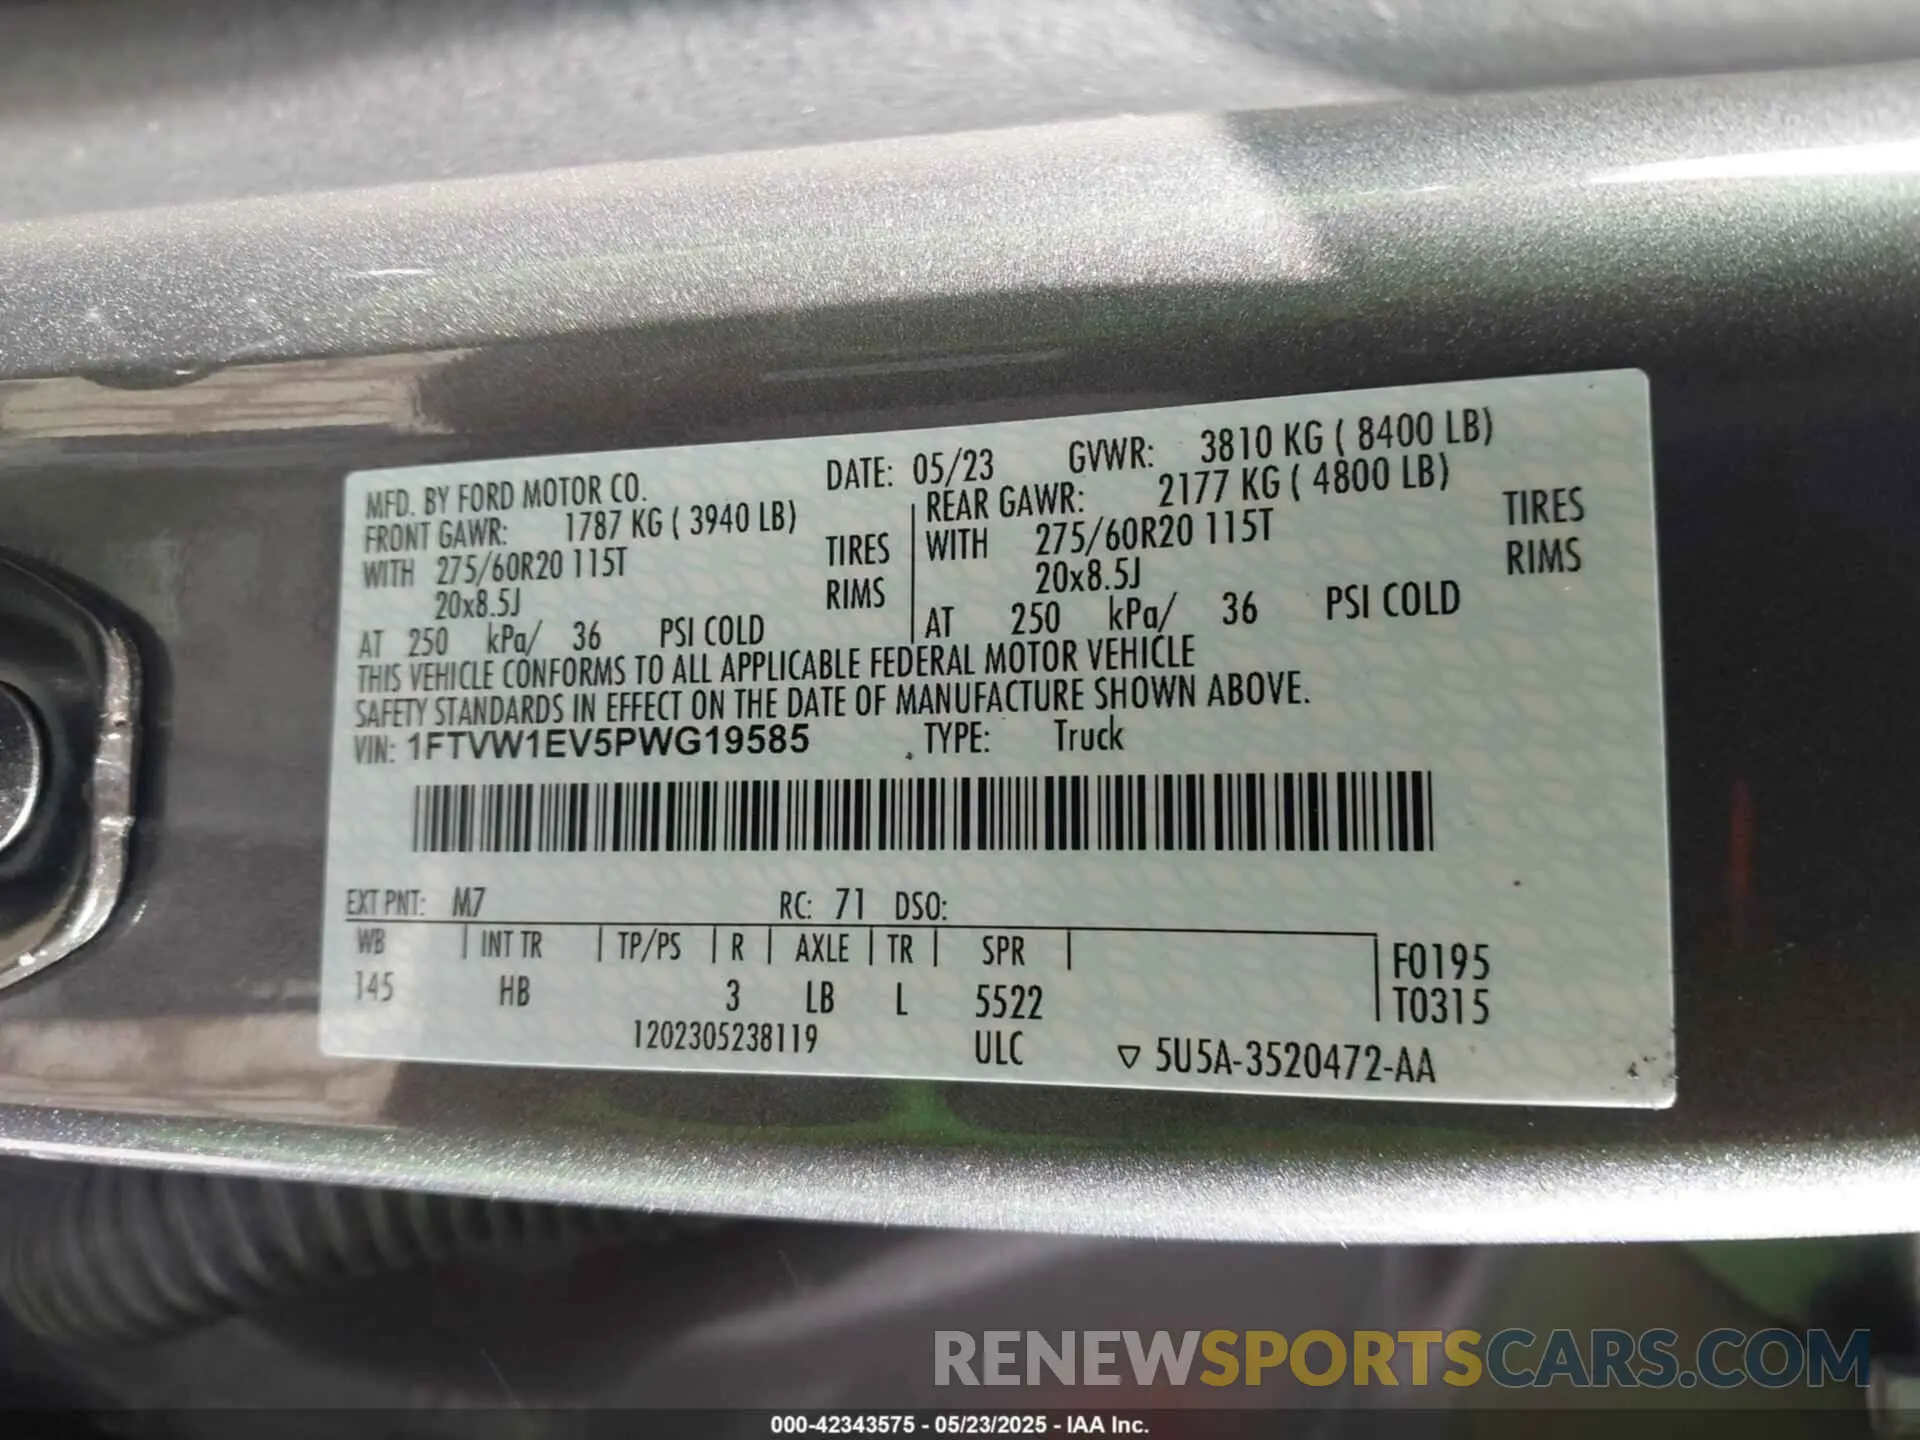 MFD. BY FORD MOTOR CO. DATE: 05/23 GVWR: 3810 KG ( 8400 LB)
FRONT GAWR: 1787 KG ( 3940 LB) REAR GAWR: 2177 KG ( 4800 LB)
WITH 275/60R20 115T TIRES WITH 275/60R20 115T TIRES
20x8.5J RIMS 20x8.5J RIMS
AT 250 kPa/ 36 PSI COLD AT 250 kPa/ 36 PSI COLD
THIS VEHICLE CONFORMS TO ALL APPLICABLE FEDERAL MOTOR VEHICLE
SAFETY STANDARDS IN EFFECT ON THE DATE OF MANUFACTURE SHOWN ABOVE.
VIN: 1FTVW1EV5PWG19585 TYPE: Truck
EXT PNT: M7 RC: 71 DSO:
WB | INT TR | TP/PS | R | AXLE | TR | SPR | F0195
145 HB 3 LB L 5522 T0315
1202305238119 ULC ▽ 5U5A-3520472-AA
RENEWSPORTSCARS.COM
000-42343575 - 05/23/2025 - IAA Inc.